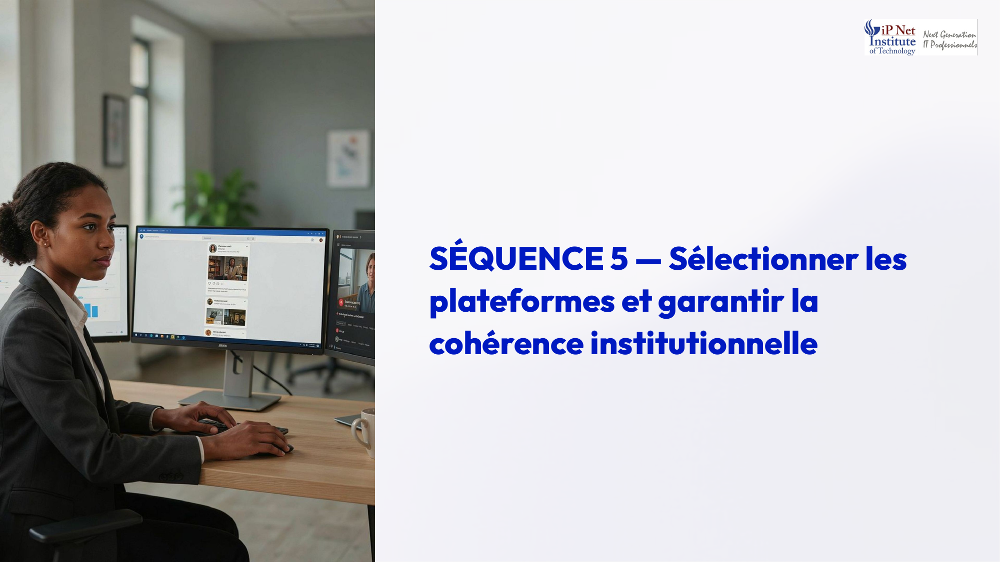 iP Net
Institute
of Technology
Next Generation
IT Professionnels
SÉQUENCE 5 — Sélectionner les
plateformes et garantir la
cohérence institutionnelle